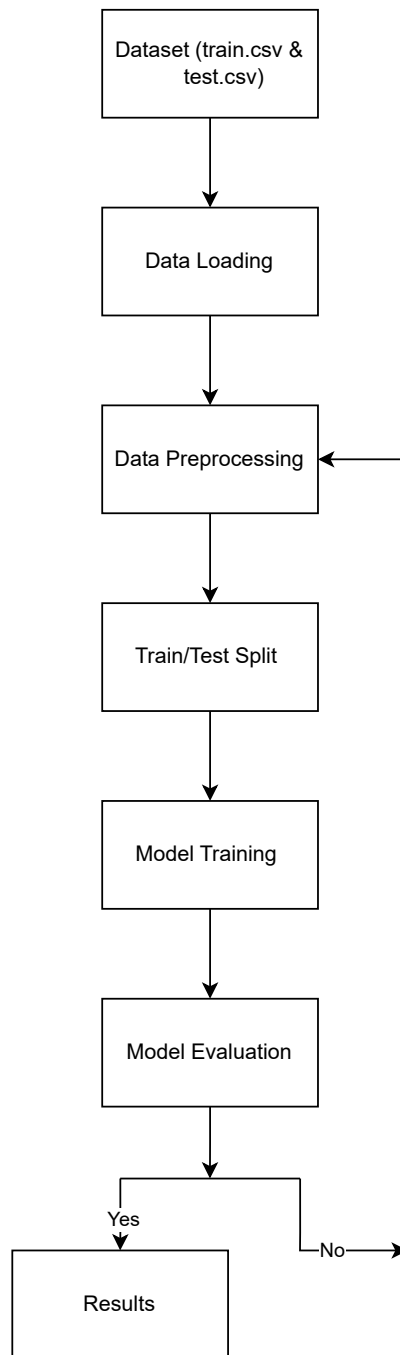 Dataset (train.csv &
test.csv)
Data Loading
Data Preprocessing
Train/Test Split
Model Training
Model Evaluation
Yes
No
Results